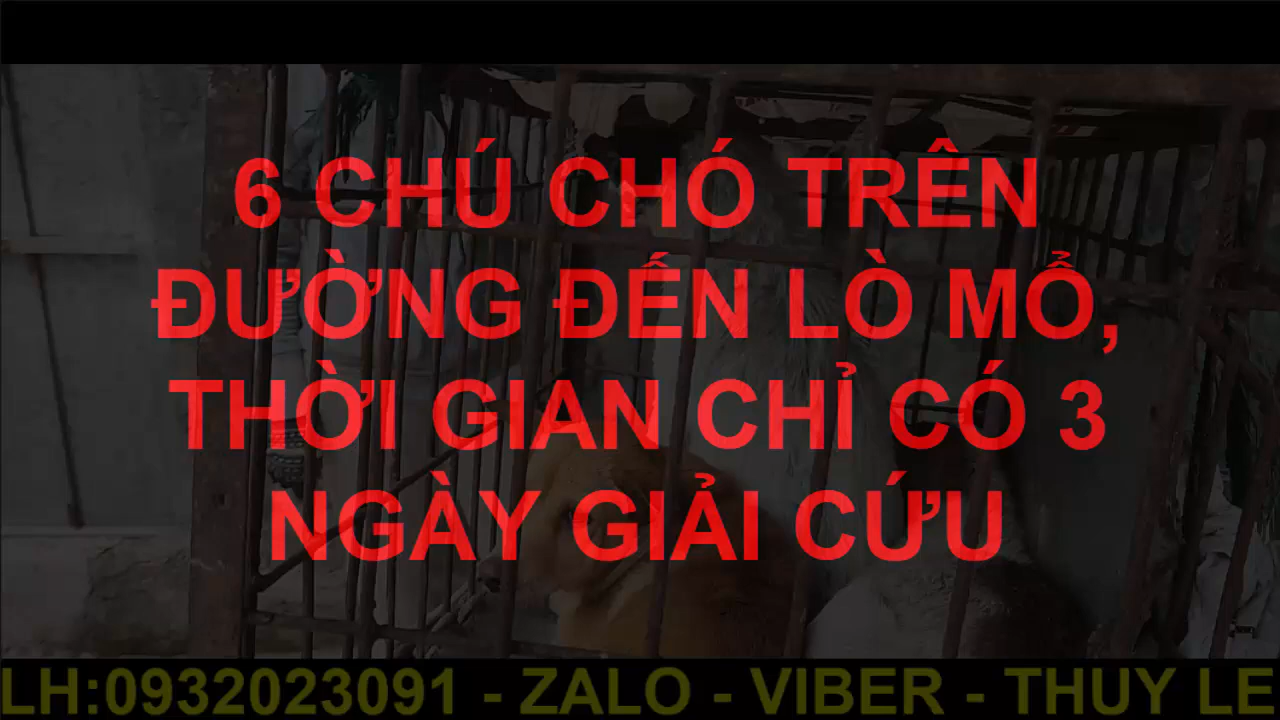 6 CHÚ CHÓ TRÊN
ĐƯỜNG ĐẾN LÒ MỔ,
THỜI GIAN CHỈ CÓ 3
NGÀY GIẢI CỨU
LH:0932023091 - ZALO - VIBER - THUY LE